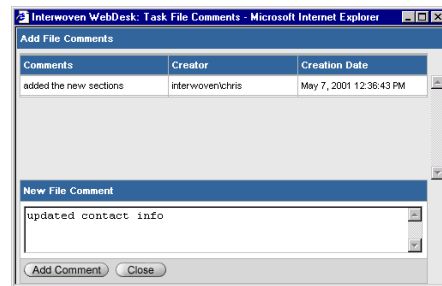 Interwoven WebDesk: Task File Comments - Microsoft Internet Explorer
Add File Comments
Comments Creator Creation Date
added the new sections interwoven\chris May 7, 2001 12:36:43 PM
New File Comment
updated contact info
Add Comment Close